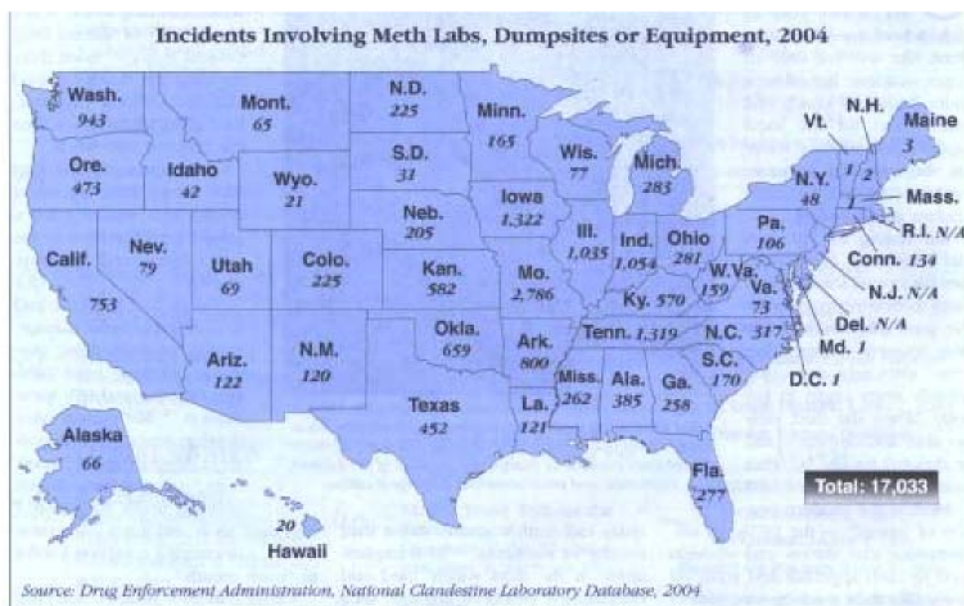 Incidents Involving Meth Labs, Dumpsites or Equipment, 2004
Wash.
943
Mont.
65
N.D.
225
Minn.
165
N.H.
2
Vt.
1
Maine
3
Ore.
473
Idaho
42
Wyo.
21
S.D.
31
Wis.
77
Mich.
283
N.Y.
48
Mass.
1
R.I. N/A
Conn. 134
N.J. N/A
Del. N/A
Md. 1
D.C. 1
Calif.
753
Nev.
79
Utah
69
Colo.
225
Neb.
205
Iowa
1,322
Kan.
582
Mo.
2,786
Ill.
1,035
Ind.
1,054
Ohio
281
Pa.
106
W.Va.
159
Va.
73
Ky. 570
Tenn. 1,319
N.C. 317
S.C.
170
Ariz.
122
N.M.
120
Okla.
659
Ark.
800
Texas
452
La.
121
Miss.
262
Ala.
385
Ga.
258
Fla.
277
Alaska
66
20
Hawaii
Total: 17,033
Source: Drug Enforcement Administration, National Clandestine Laboratory Database, 2004